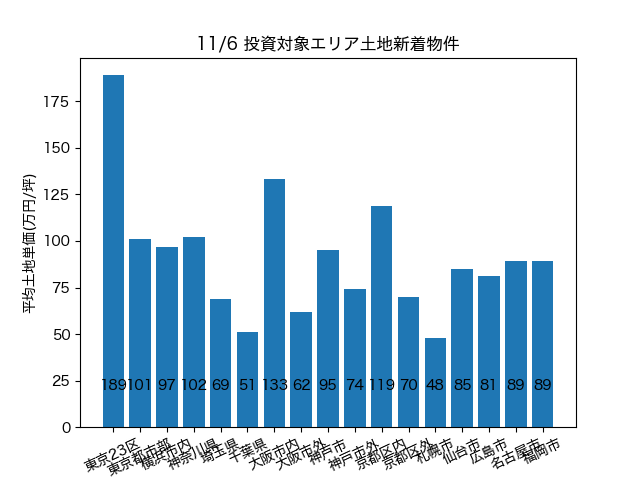 11/6 投資対象エリア土地新着物件
平均土地単価(万円/坪)
175
150
125
100
75
50
25
0
189 101 97 102 69 51 133 62 95 74 119 70 48 85 81 89 89
東京23区
東京都市部
横浜市内
神奈川県
埼玉県
千葉県
大阪市内
大阪市外
神戸市
神戸市外
京都区内
京都区外
札幌市
仙台市
広島市
名古屋市
福岡市